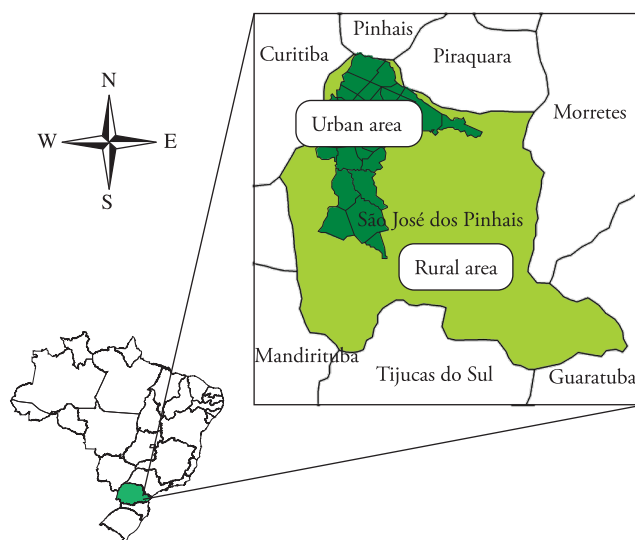 Pinhais
Curitiba
Piraquara
N
Morretes
Urban area
W
E
S
São José dos Pinhais
Rural area
Mandirituba
Tijucas do Sul
Guaratuba